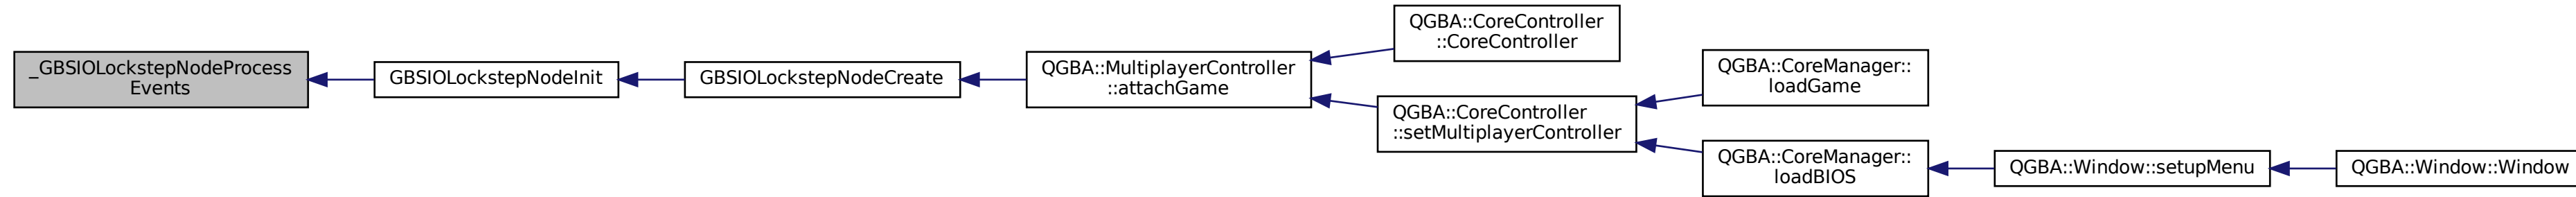 _GBSIOLockstepNodeProcess
Events
GBSIOLockstepNodeInit
GBSIOLockstepNodeCreate
QGBA::MultiplayerController
::attachGame
QGBA::CoreController
::CoreController
QGBA::CoreController
::setMultiplayerController
QGBA::CoreManager::
loadGame
QGBA::CoreManager::
loadBIOS
QGBA::Window::setupMenu
QGBA::Window::Window